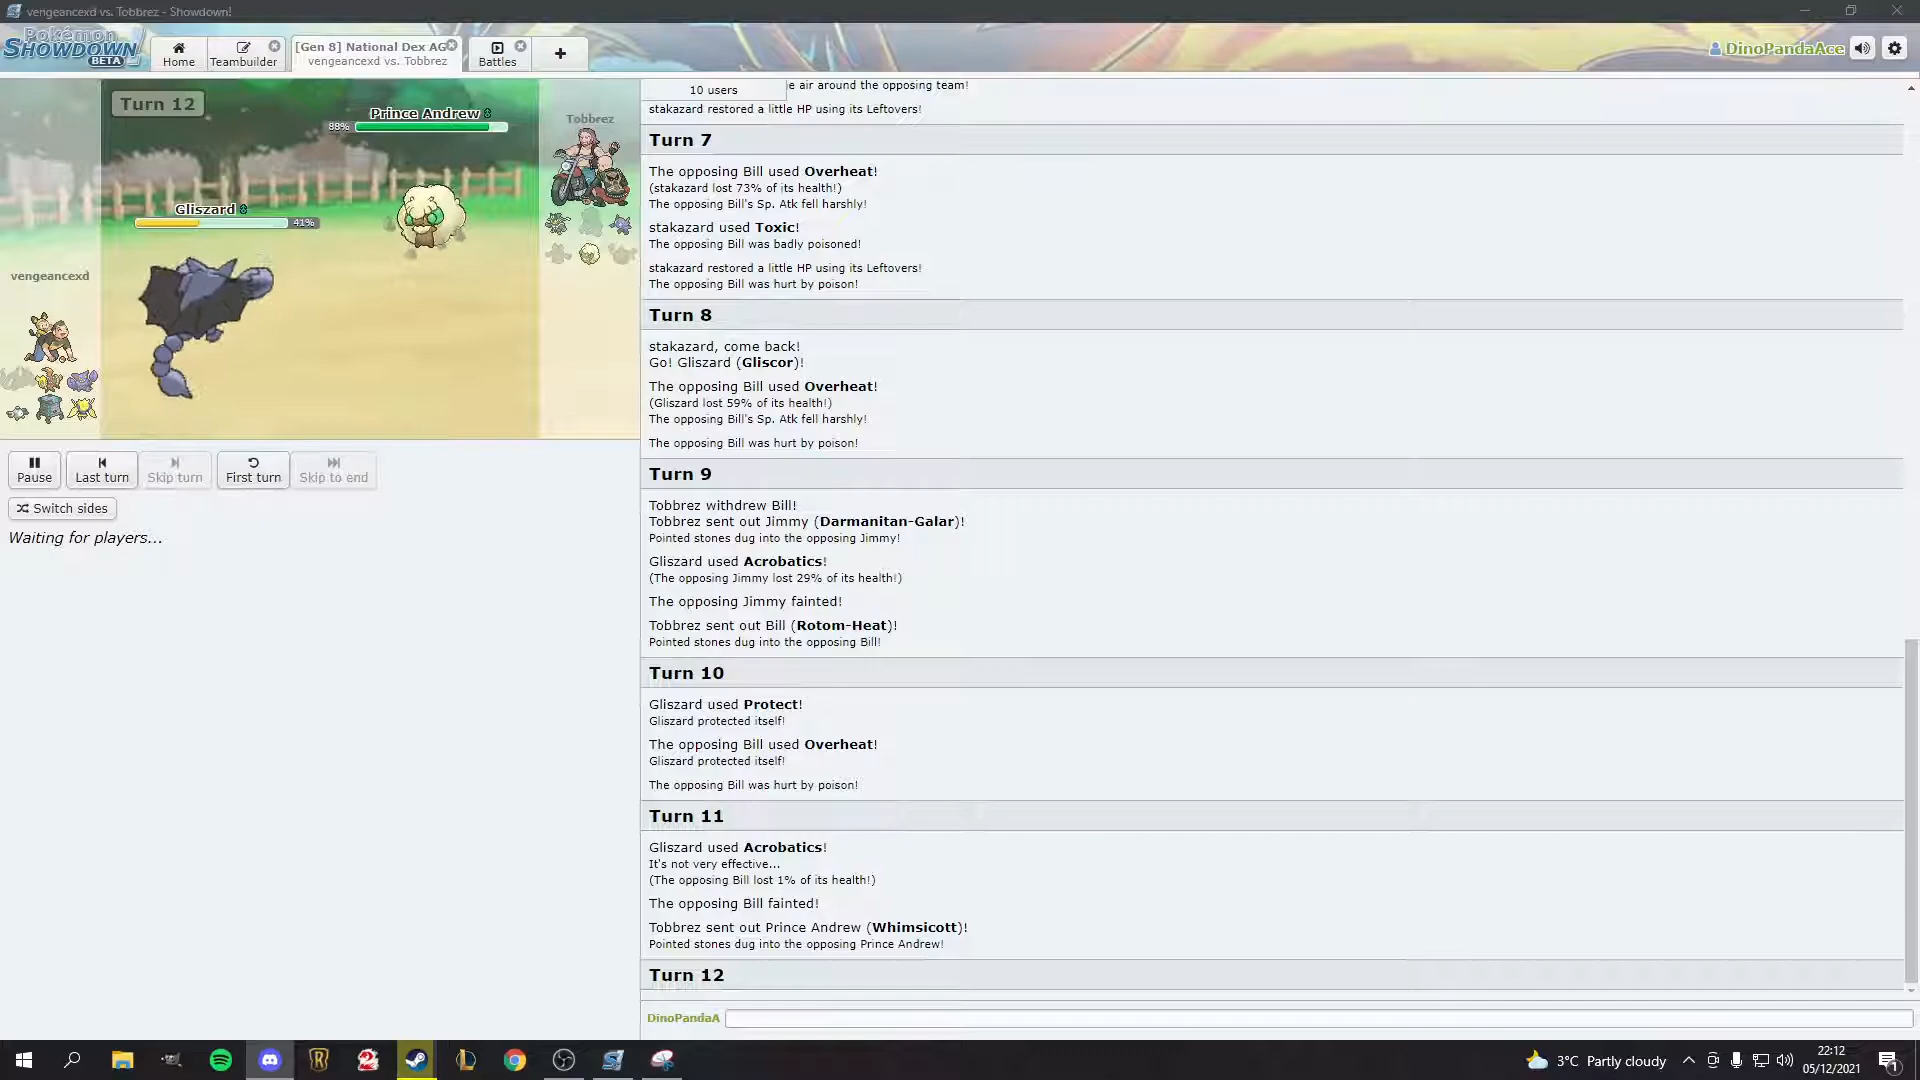 vengeancexd vs. Tobbrez - Showdown!
Pokémon
SHOWDOWN
BETA
Home
Teambuilder
[Gen 8] National Dex AG
vengeancexd vs. Tobbrez
Battles
+
DinoPandaAce
Turn 12
Prince Andrew
88%
Gliszard
41%
Tobbrez
vengeancexd
Pause
Last turn
Skip turn
First turn
Skip to end
Switch sides
Waiting for players...
10 users
e air around the opposing team!
stakazard restored a little HP using its Leftovers!
Turn 7
The opposing Bill used Overheat!
(stakazard lost 73% of its health!)
The opposing Bill's Sp. Atk fell harshly!
stakazard used Toxic!
The opposing Bill was badly poisoned!
stakazard restored a little HP using its Leftovers!
The opposing Bill was hurt by poison!
Turn 8
stakazard, come back!
Go! Gliszard (Gliscor)!
The opposing Bill used Overheat!
(Gliszard lost 59% of its health!)
The opposing Bill's Sp. Atk fell harshly!
The opposing Bill was hurt by poison!
Turn 9
Tobbrez withdrew Bill!
Tobbrez sent out Jimmy (Darmanitan-Galar)!
Pointed stones dug into the opposing Jimmy!
Gliszard used Acrobatics!
(The opposing Jimmy lost 29% of its health!)
The opposing Jimmy fainted!
Tobbrez sent out Bill (Rotom-Heat)!
Pointed stones dug into the opposing Bill!
Turn 10
Gliszard used Protect!
Gliszard protected itself!
The opposing Bill used Overheat!
Gliszard protected itself!
The opposing Bill was hurt by poison!
Turn 11
Gliszard used Acrobatics!
It's not very effective...
(The opposing Bill lost 1% of its health!)
The opposing Bill fainted!
Tobbrez sent out Prince Andrew (Whimsicott)!
Pointed stones dug into the opposing Prince Andrew!
Turn 12
DinoPandaA
3°C Partly cloudy
22:12
05/12/2021
1